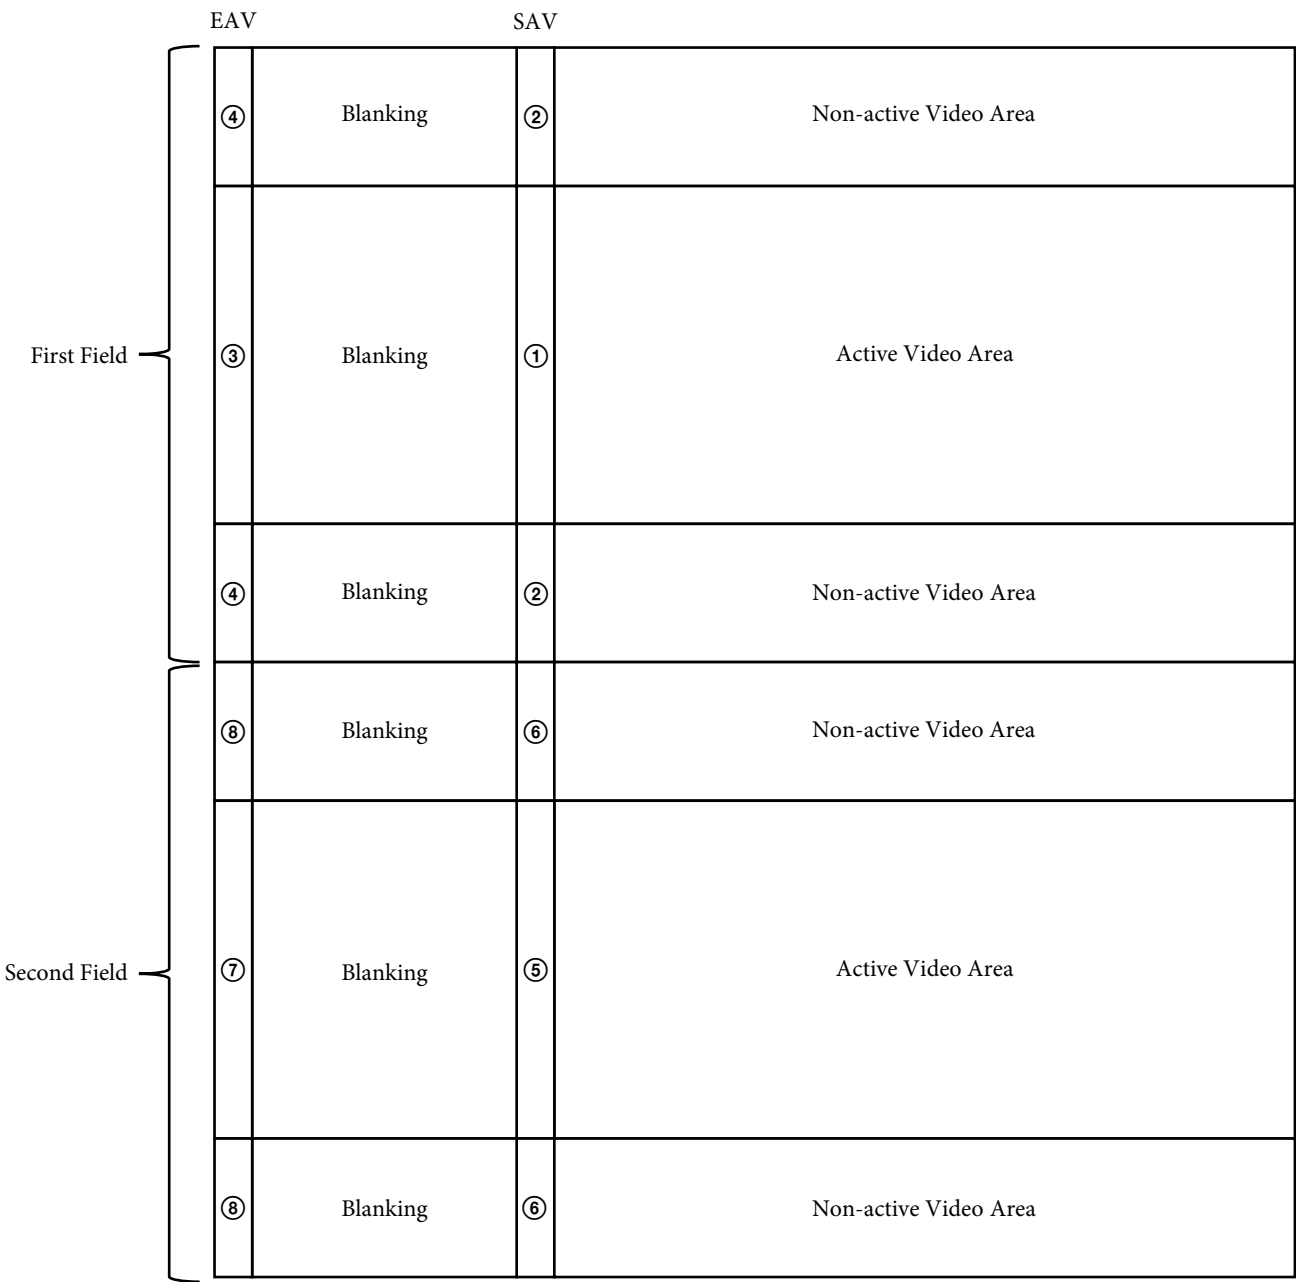 EAV SAV
④ Blanking ② Non-active Video Area
First Field ③ Blanking ① Active Video Area
④ Blanking ② Non-active Video Area
⑧ Blanking ⑥ Non-active Video Area
Second Field ⑦ Blanking ⑤ Active Video Area
⑧ Blanking ⑥ Non-active Video Area